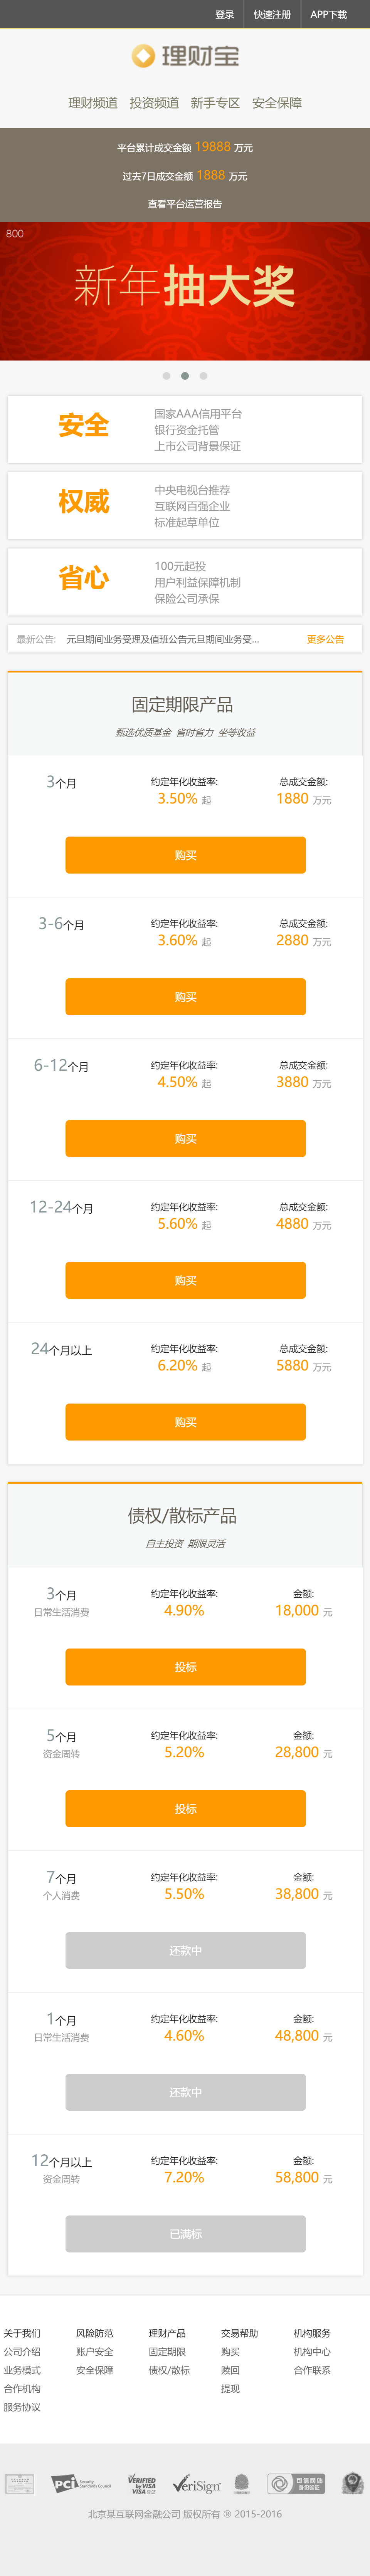 登录 快速注册 APP下载
理财宝
理财频道 投资频道 新手专区 安全保障
平台累计成交金额 19888 万元
过去7日成交金额 1888 万元
查看平台运营报告
800
新年抽大奖
安全
国家AAA信用平台
银行资金托管
上市公司背景保证
权威
中央电视台推荐
互联网百强企业
标准起草单位
省心
100元起投
用户利益保障机制
保险公司承保
最新公告: 元旦期间业务受理及值班公告元旦期间业务受... 更多公告
固定期限产品
甄选优质基金 省时省力 坐等收益
3个月 约定年化收益率: 总成交金额:
3.50% 起 1880 万元
购买
3-6个月 约定年化收益率: 总成交金额:
3.60% 起 2880 万元
购买
6-12个月 约定年化收益率: 总成交金额:
4.50% 起 3880 万元
购买
12-24个月 约定年化收益率: 总成交金额:
5.60% 起 4880 万元
购买
24个月以上 约定年化收益率: 总成交金额:
6.20% 起 5880 万元
购买
债权/散标产品
自主投资 期限灵活
3个月 约定年化收益率: 金额:
日常生活消费 4.90% 18,000 元
投标
5个月 约定年化收益率: 金额:
资金周转 5.20% 28,800 元
投标
7个月 约定年化收益率: 金额:
个人消费 5.50% 38,800 元
还款中
1个月 约定年化收益率: 金额:
日常生活消费 4.60% 48,800 元
还款中
12个月以上 约定年化收益率: 金额:
资金周转 7.20% 58,800 元
已满标
关于我们 风险防范 理财产品 交易帮助 机构服务
公司介绍 账户安全 固定期限 购买 机构中心
业务模式 安全保障 债权/散标 赎回 合作联系
合作机构 提现
服务协议
PCI Security Standards Council
VERIFIED by VISA
VeriSign
可信网站
身份验证
北京某互联网金融公司 版权所有 ® 2015-2016